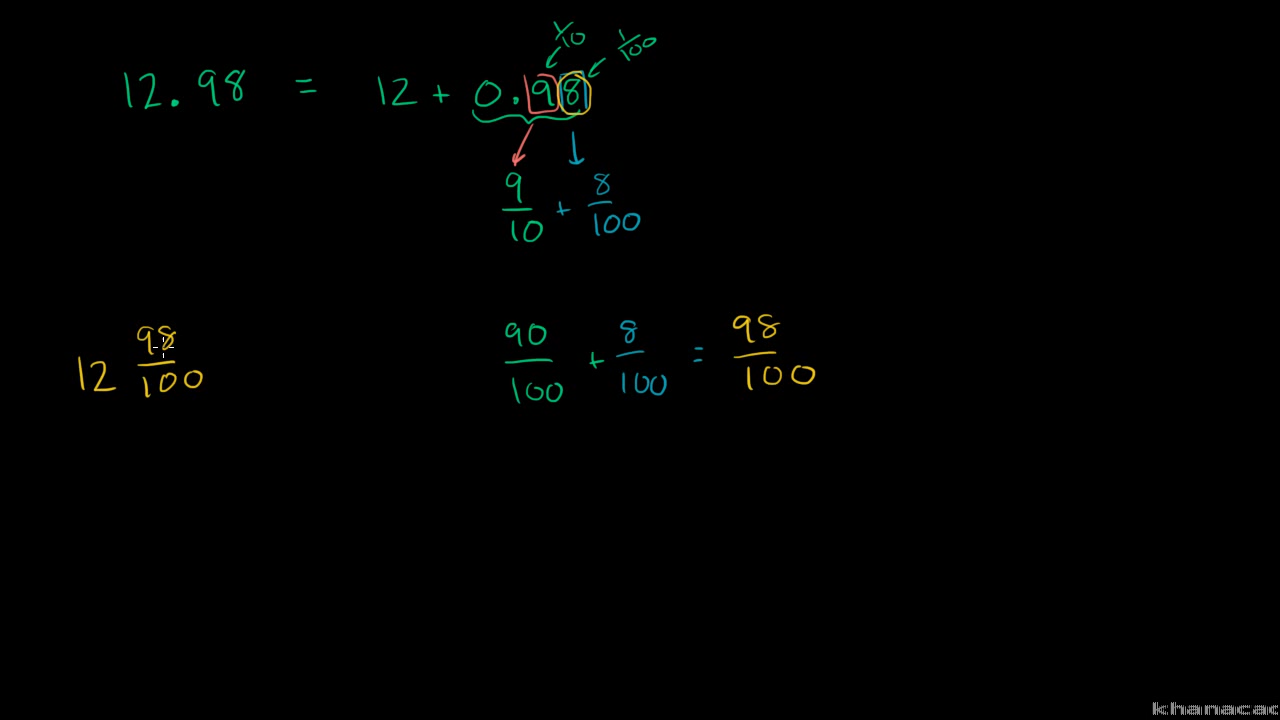 1/10 1/100
12.98 = 12 + 0.98
9/10 + 8/100
12 98/100
90/100 + 8/100 = 98/100
khanacad